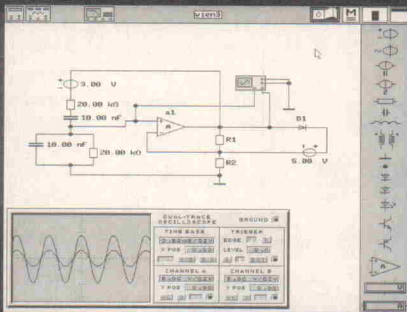 wien3
M
3.00 V
20.00 kΩ
10.00 nF
a1
A
D1
R1
10.00 nF
20.00 kΩ
R2
5.00 V
DUAL-TRACE
OSCILLOSCOPE
GROUND
TIME BASE
TRIGGER
EDGE
X POS
LEVEL
CHANNEL A
CHANNEL B
Y POS
Y POS
A
V
A